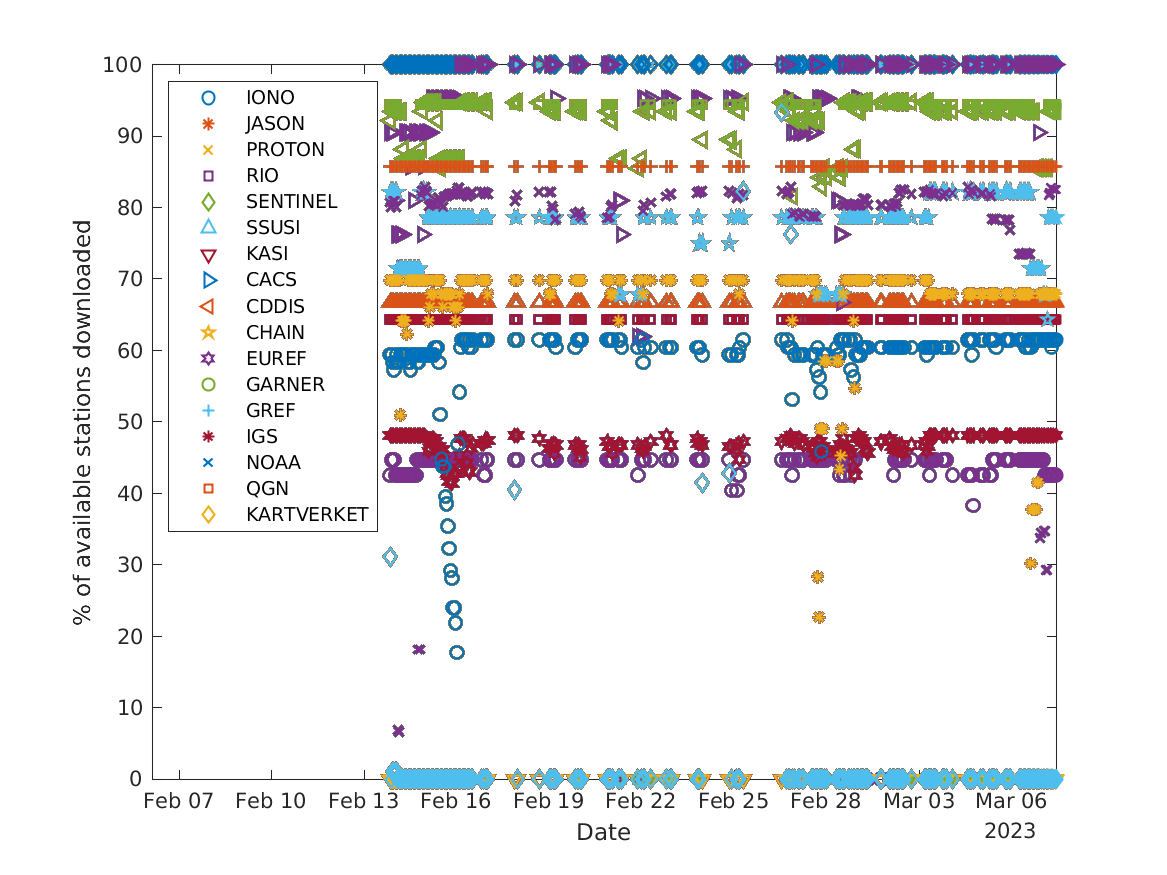 100
90
80
70
60
50
40
30
20
10
0
% of available stations downloaded
IONO
JASON
PROTON
RIO
SENTINEL
SSUSI
KASI
CACS
CDDIS
CHAIN
EUREF
GARNER
GREF
IGS
NOAA
QGN
KARTVERKET
Feb 07 Feb 10 Feb 13 Feb 16 Feb 19 Feb 22 Feb 25 Feb 28 Mar 03 Mar 06
2023
Date